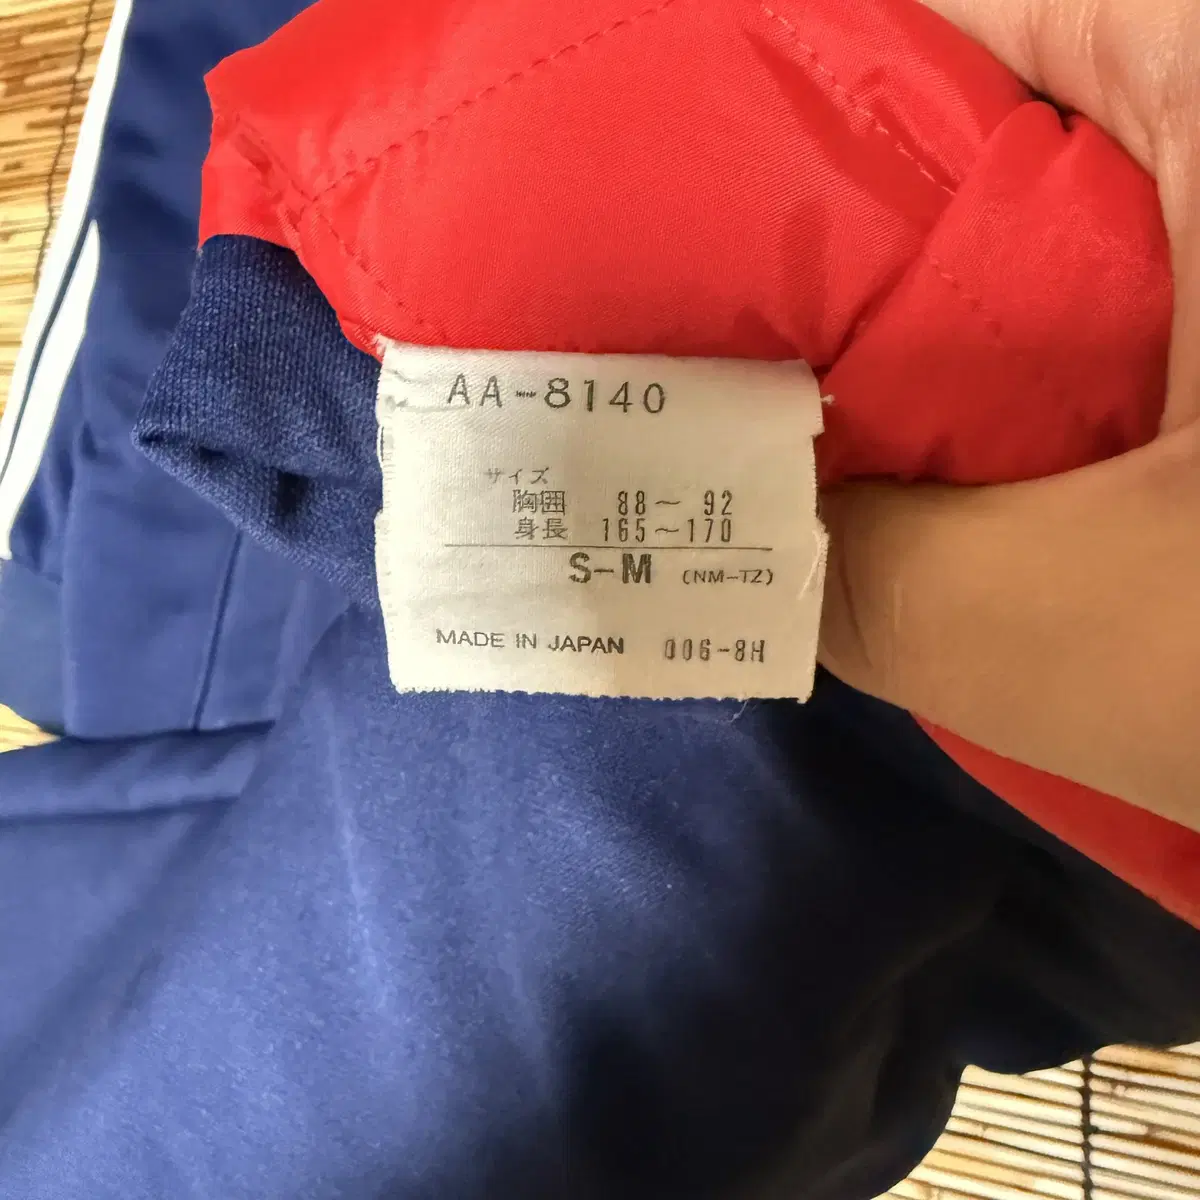 AA-8140
サイズ
胸囲 88～92
身長 165～170
S-M (NM-TZ)
MADE IN JAPAN 006-8H